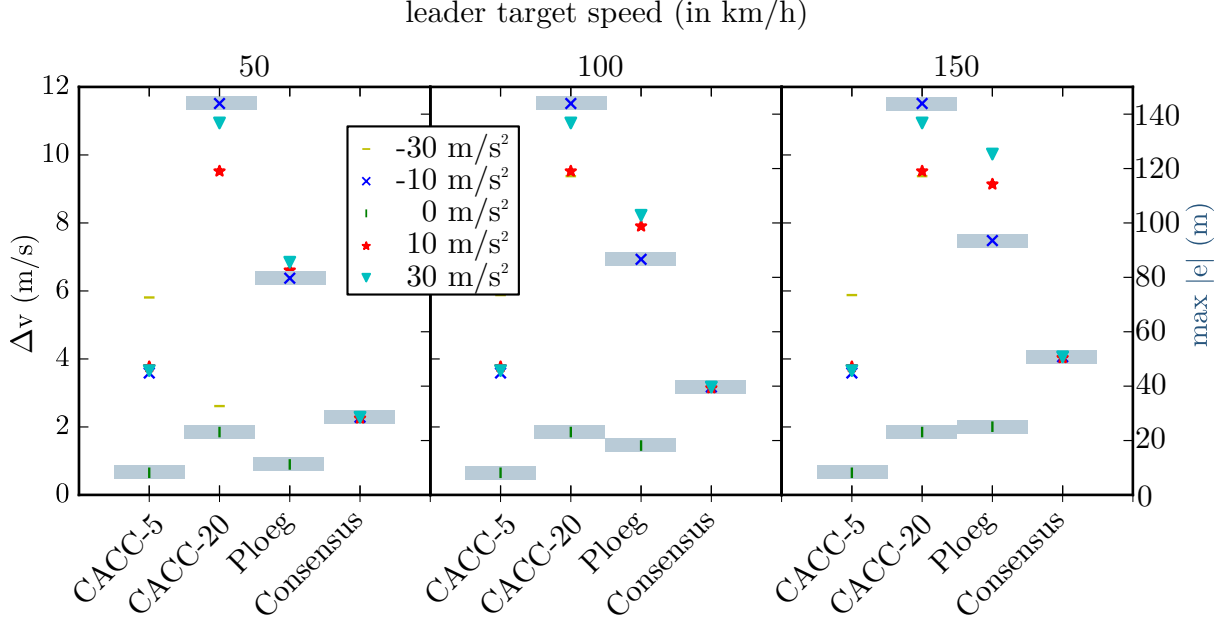 leader target speed (in km/h)
50 100 150
12
10
8
6
4
2
0
Δv (m/s)
-30 m/s²
-10 m/s²
0 m/s²
10 m/s²
30 m/s²
140
120
100
80
60
40
20
0
max |e| (m)
CACC-5 CACC-20 Ploeg Consensus
CACC-5 CACC-20 Ploeg Consensus
CACC-5 CACC-20 Ploeg Consensus